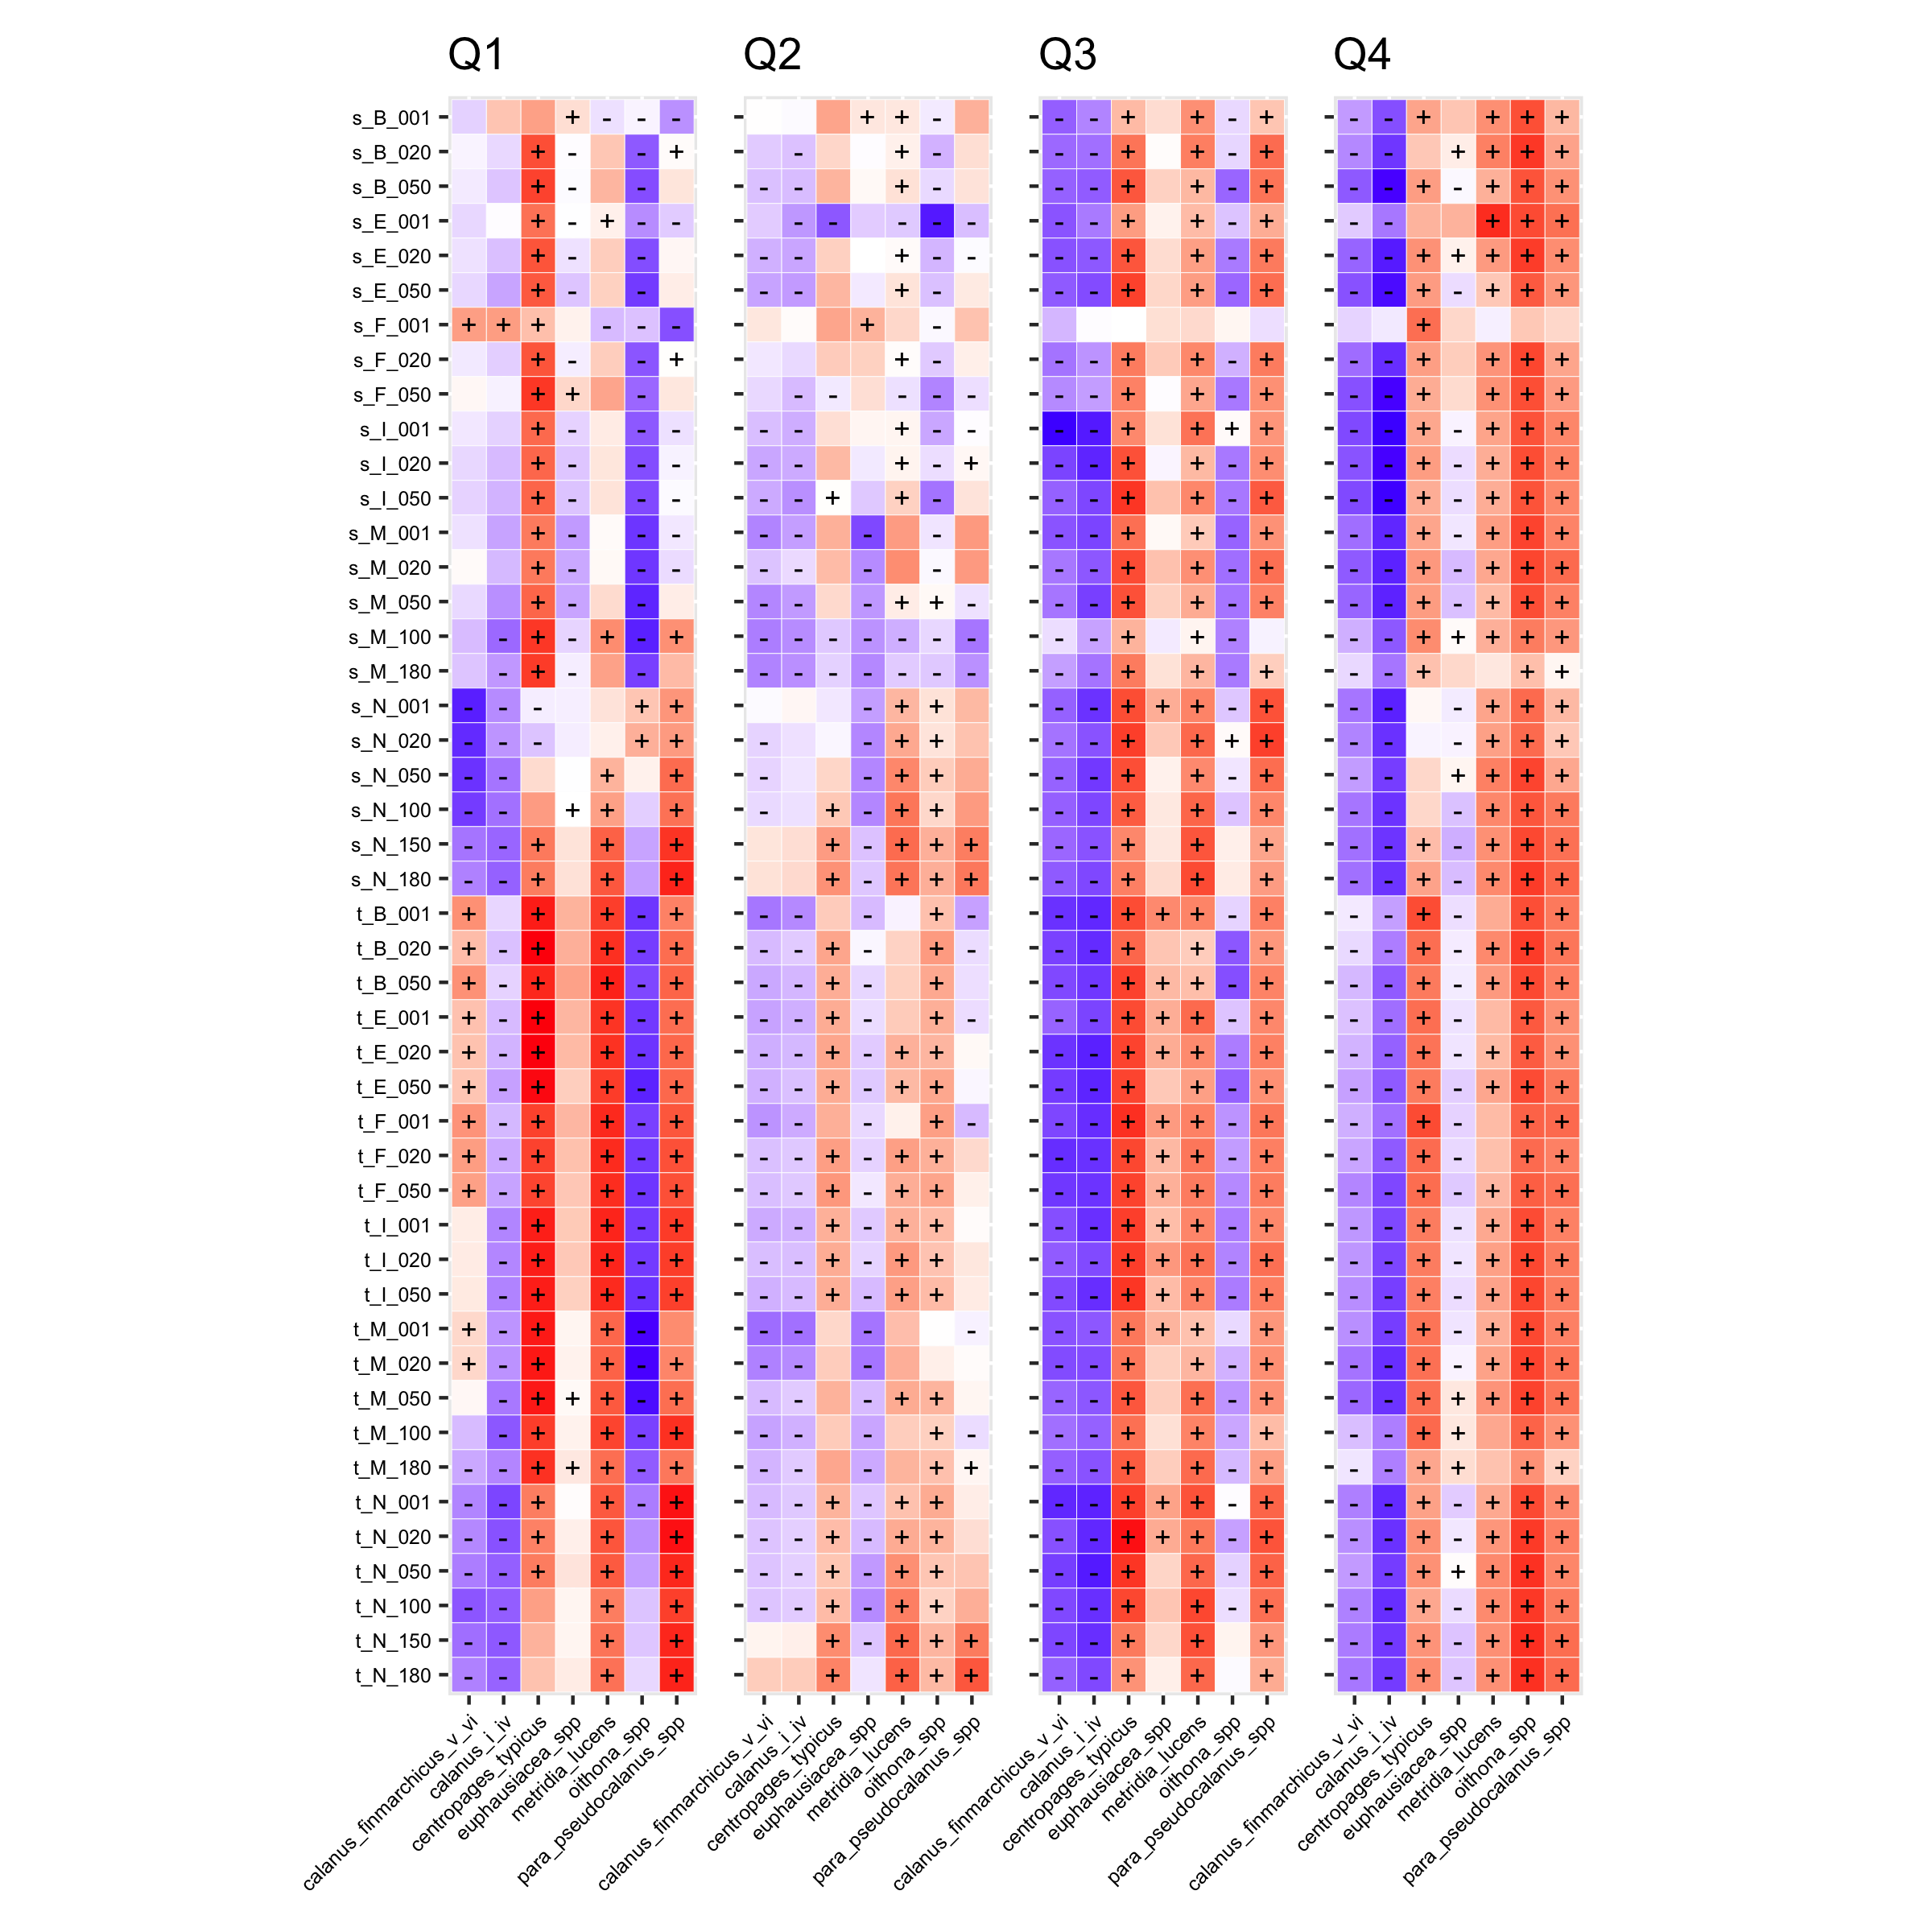 Q1 Q2 Q3 Q4
s_B_001
s_B_020
s_B_050
s_E_001
s_E_020
s_E_050
s_F_001
s_F_020
s_F_050
s_I_001
s_I_020
s_I_050
s_M_001
s_M_020
s_M_050
s_M_100
s_M_180
s_N_001
s_N_020
s_N_050
s_N_100
s_N_150
s_N_180
t_B_001
t_B_020
t_B_050
t_E_001
t_E_020
t_E_050
t_F_001
t_F_020
t_F_050
t_I_001
t_I_020
t_I_050
t_M_001
t_M_020
t_M_050
t_M_100
t_M_180
t_N_001
t_N_020
t_N_050
t_N_100
t_N_150
t_N_180
calanus_finmarchicus_v_vi
calanus_i_iv
centropages_typicus
euphausiacea_spp
metridia_lucens
oithona_spp
para_pseudocalanus_spp
calanus_finmarchicus_v_vi
calanus_i_iv
centropages_typicus
euphausiacea_spp
metridia_lucens
oithona_spp
para_pseudocalanus_spp
calanus_finmarchicus_v_vi
calanus_i_iv
centropages_typicus
euphausiacea_spp
metridia_lucens
oithona_spp
para_pseudocalanus_spp
calanus_finmarchicus_v_vi
calanus_i_iv
centropages_typicus
euphausiacea_spp
metridia_lucens
oithona_spp
para_pseudocalanus_spp